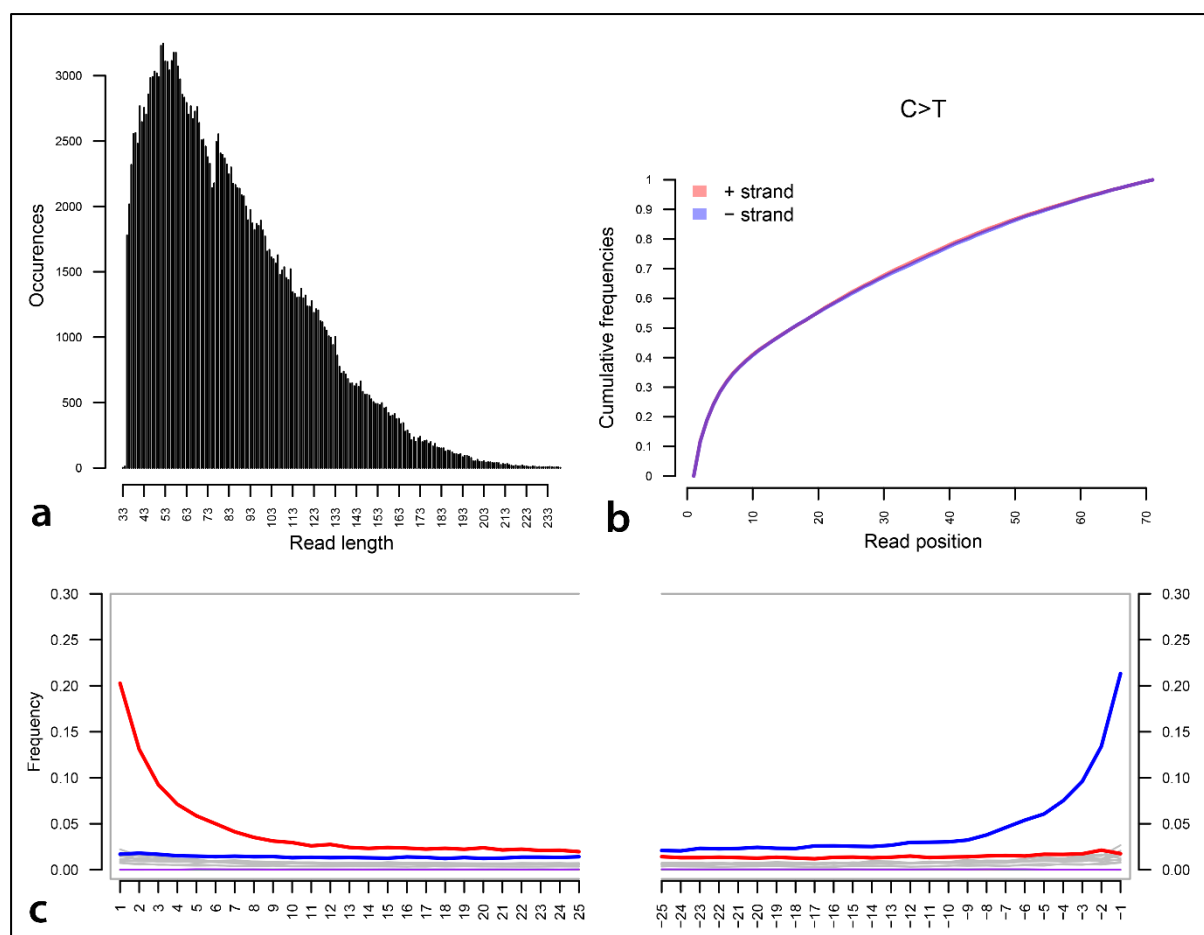 3000
2500
2000
1500
1000
500
0
Occurences
33 43 53 63 73 83 93 103 113 123 133 143 153 163 173 183 193 203 213 223 233
Read length
a
C>T
+ strand
− strand
1
0.9
0.8
0.7
0.6
0.5
0.4
0.3
0.2
0.1
0
Cumulative frequencies
0 10 20 30 40 50 60 70
Read position
b
0.30
0.25
0.20
0.15
0.10
0.05
0.00
Frequency
1 2 3 4 5 6 7 8 9 10 11 12 13 14 15 16 17 18 19 20 21 22 23 24 25
c
0.30
0.25
0.20
0.15
0.10
0.05
0.00
−25 −24 −23 −22 −21 −20 −19 −18 −17 −16 −15 −14 −13 −12 −11 −10 −9 −8 −7 −6 −5 −4 −3 −2 −1